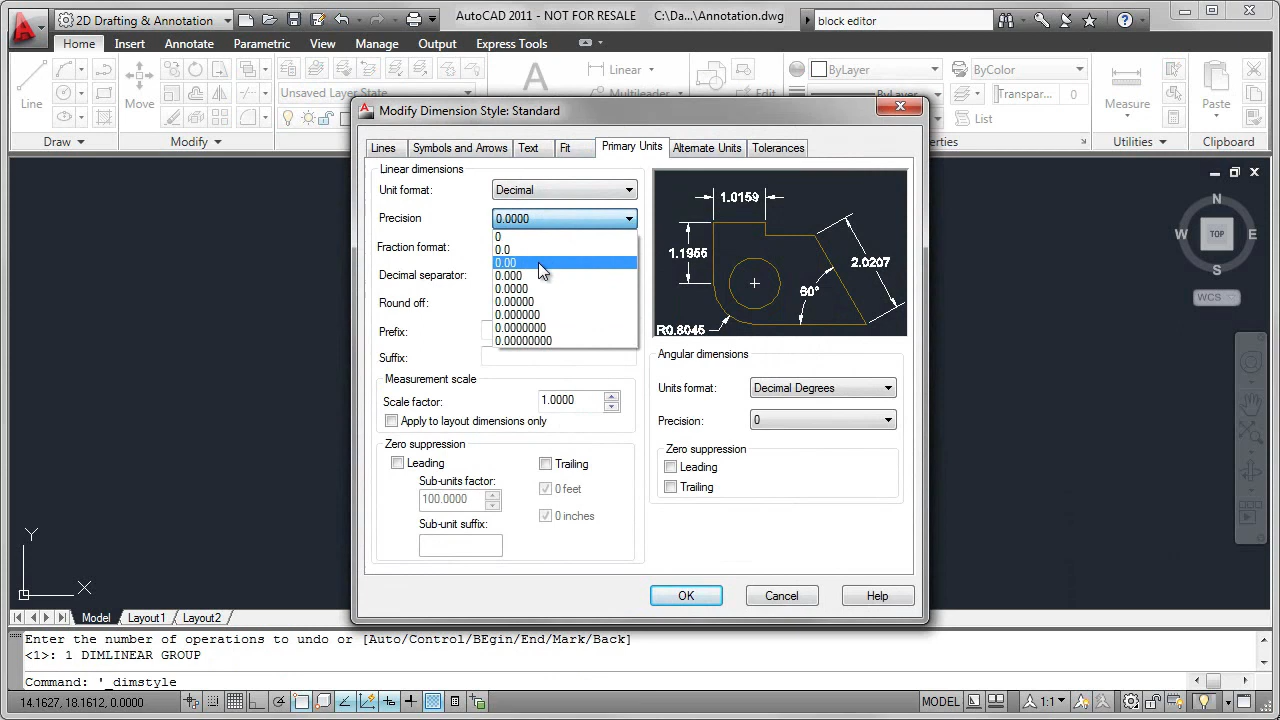 2D Drafting & Annotation
AutoCAD 2011 - NOT FOR RESALE C:\Da...\Annotation.dwg
block editor
Home Insert Annotate Parametric View Manage Output Express Tools
Line
Move
Unsaved Layer State
A
Linear
Multileader
Edit
ByLayer
ByLayer
ByColor
Transpar... 0
List
Measure
Paste
Draw
Modify
Clipboard
Modify Dimension Style: Standard
Lines Symbols and Arrows Text Fit Primary Units Alternate Units Tolerances
Linear dimensions
Unit format: Decimal
Precision 0.0000
0
0.0
0.00
0.000
0.0000
0.00000
0.000000
0.0000000
0.00000000
Fraction format:
Decimal separator:
Round off:
Prefix:
Suffix:
Measurement scale
Scale factor: 1.0000
Apply to layout dimensions only
Zero suppression
Leading
Trailing
Sub-units factor:
100.0000
0 feet
0 inches
Sub-unit suffix:
1.0159
1.1955
2.0207
60°
R0.8045
Angular dimensions
Units format: Decimal Degrees
Precision: 0
Zero suppression
Leading
Trailing
OK Cancel Help
N
W TOP E
S
WCS
Y
X
Model Layout1 Layout2
Enter the number of operations to undo or [Auto/Control/BEgin/End/Mark/Back]
<1>: 1 DIMLINEAR GROUP
Command: '_dimstyle
14.1627, 18.1612, 0.0000
MODEL
1:1